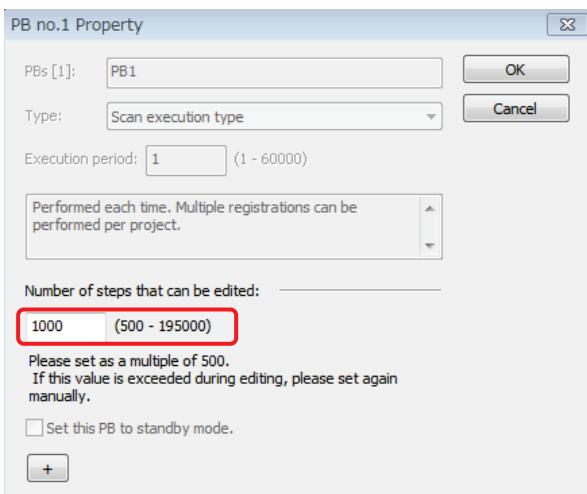 PB no.1 Property
PBs [1]: PB1 OK
Type: Scan execution type Cancel
Execution period: 1 (1 - 60000)
Performed each time. Multiple registrations can be
performed per project.
Number of steps that can be edited:
1000 (500 - 195000)
Please set as a multiple of 500.
If this value is exceeded during editing, please set again
manually.
Set this PB to standby mode.
+